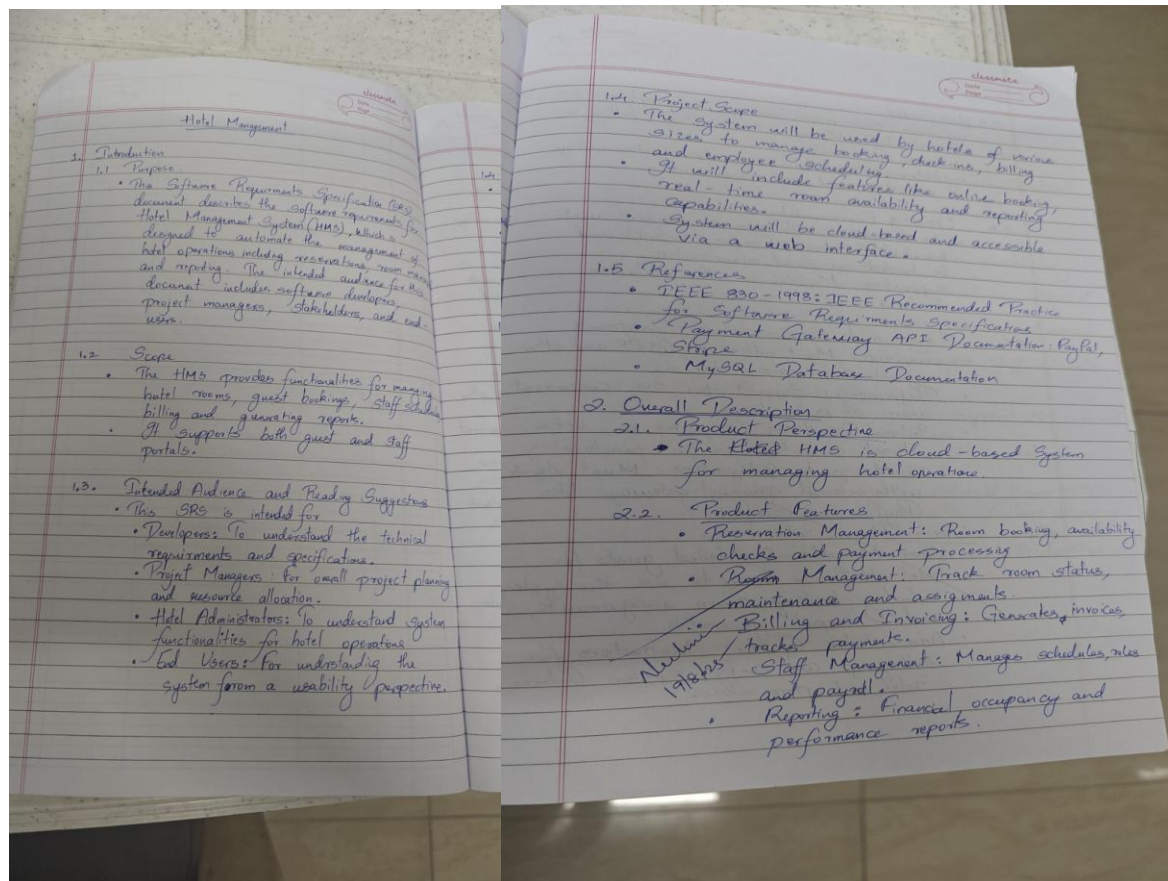 classmate
Date
Page
Hotel Management
1. Introduction
1.1 Purpose
• The Software Requirments Specification (SRS)
document describes the software requirements for
Hotel Management System (HMS), which is
designed to automate the management of
hotel operations including reservations, room
and reporting. The intended audience for this
document includes software developers,
project managers, stakeholders, and end-
users.
1.2 Scope
• The HMS provides functionalities for managing
hotel rooms, guest bookings, staff schedules,
billing and generating reports.
• It supports both guest and staff
portals.
1.3. Intended Audience and Reading Suggestions
• This SRS is intended for
• Developers: To understand the technical
requirments and specifications.
• Project Managers: For overall project planning
and resource allocation.
• Hotel Administrators: To understand system
functionalities for hotel operations
• End Users: For understanding the
system from a usability perspective.
classmate
Date
Page
1.4 Project Scope
• The system will be used by hotels of various
sizes to manage booking, check ins, billing
and employee scheduling.
• It will include features like online booking,
real-time room availability and reporting
capabilities.
• System will be cloud-based and accessible
via a web interface.
1.5 References
• IEEE 830-1998: IEEE Recommended Practice
for Software Requirments Specifications
• Payment Gateway API Documentation: PayPal,
Stripe
• MySQL Database Documentation
2. Overall Description
2.1. Product Perspective
• The HMS is cloud-based System
for managing hotel operations.
2.2. Product Features
• Reservation Management: Room booking, availability
checks and payment processing
• Room Management: Track room status,
maintenance and assigments.
• Billing and Invoicing: Generates invoices,
tracks payments.
Staff Management: Manages schedules, roles
and payroll.
• Reporting: Financial, occupancy and
performance reports.
19/8/25